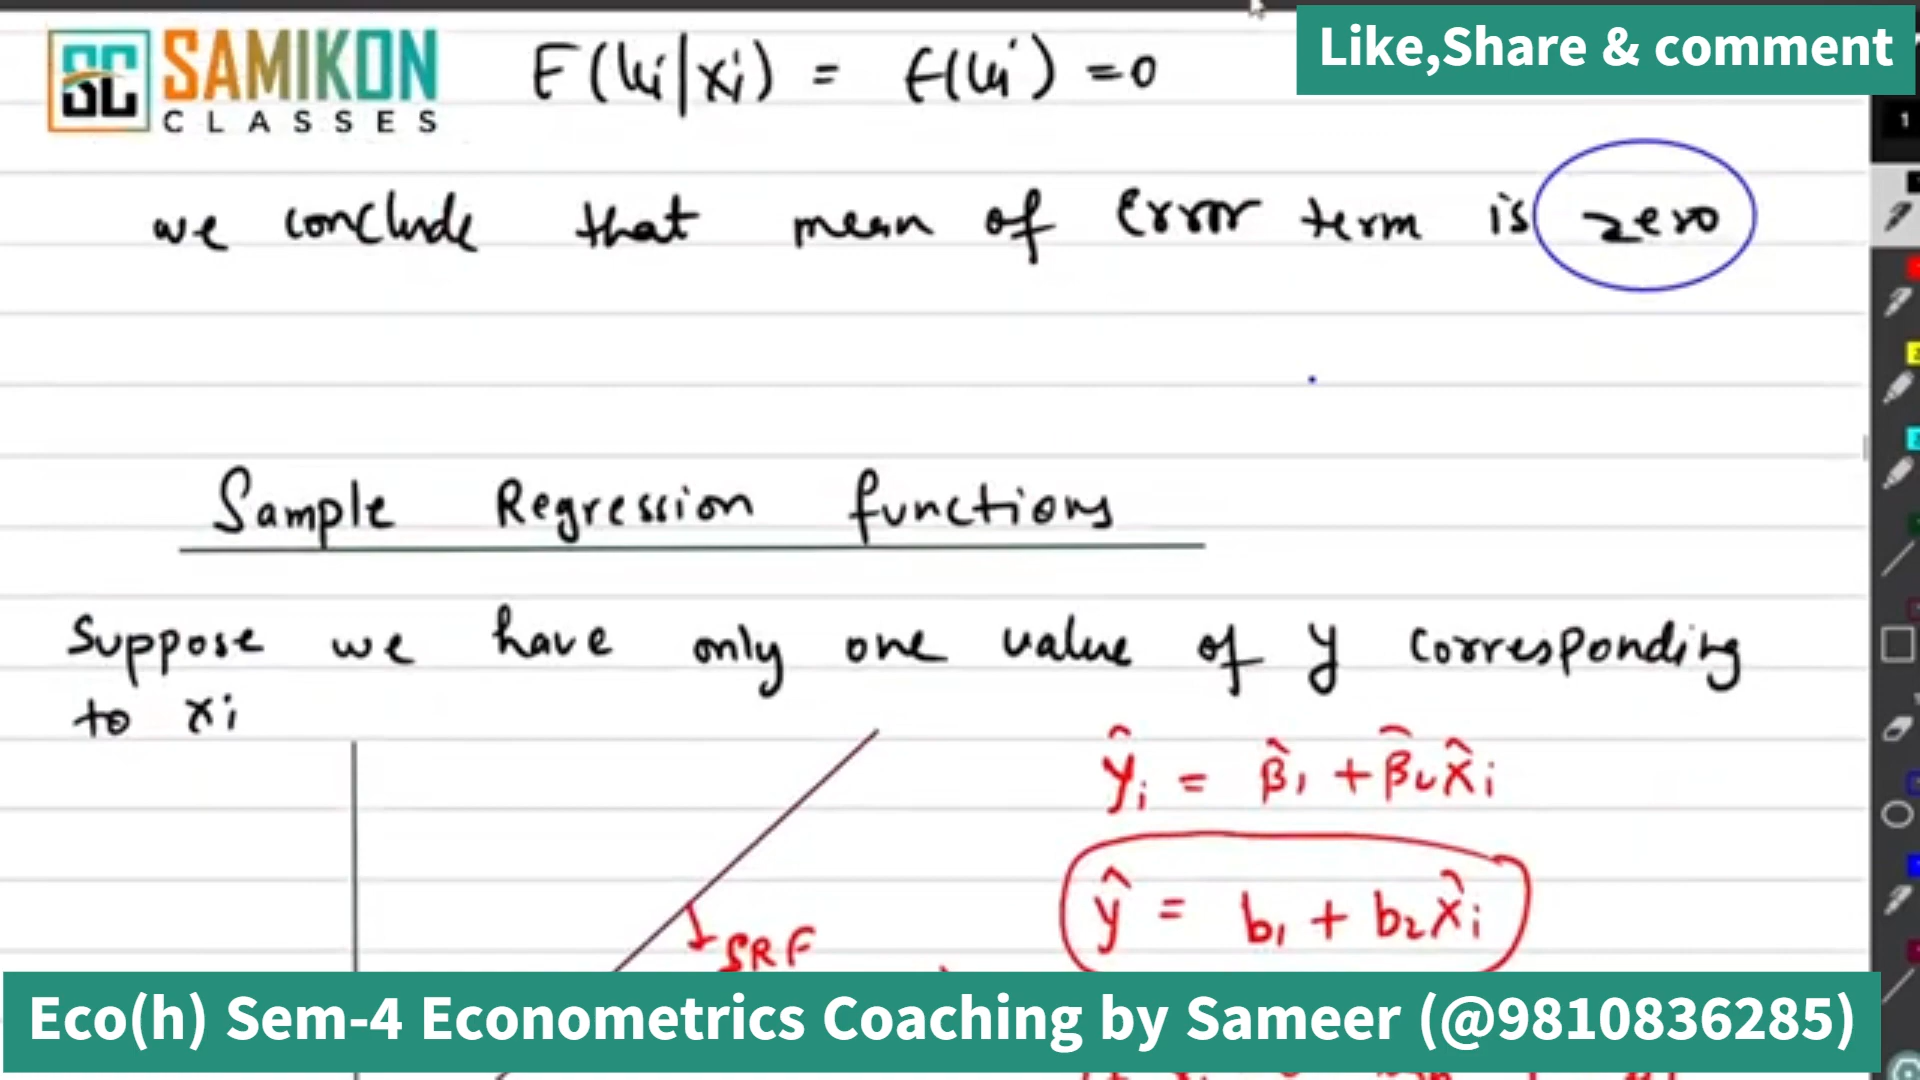 SC SAMIKON
CLASSES
E(ui|xi) = E(ui) = 0
Like,Share & comment
we conclude that mean of Error term is zero
Sample Regression functions
Suppose we have only one value of y corresponding
to xi
ŷi = β̂1 + β̂2x̂i
ŷ = b1 + b2x̂i
SRF
Eco(h) Sem-4 Econometrics Coaching by Sameer (@9810836285)